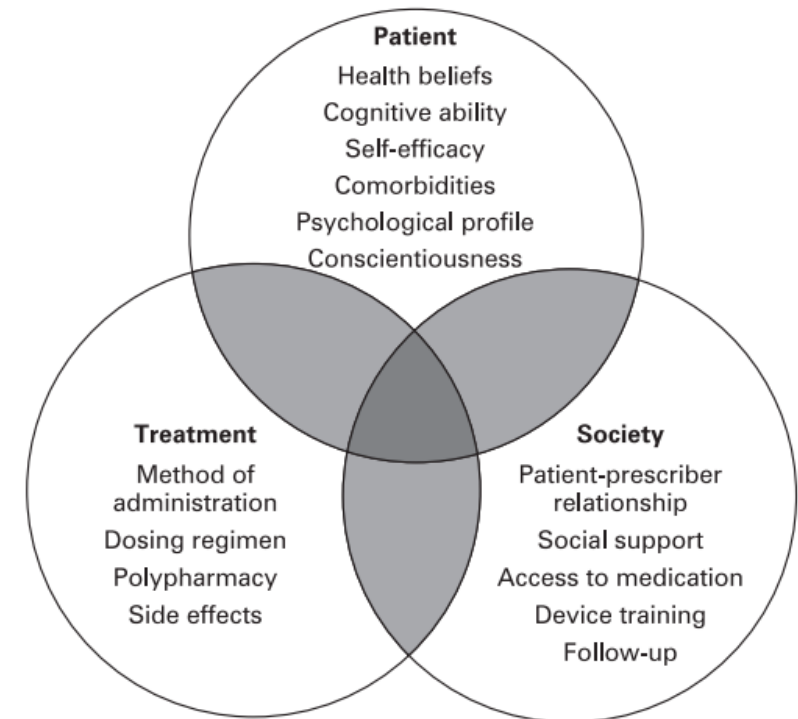 Patient
Health beliefs
Cognitive ability
Self-efficacy
Comorbidities
Psychological profile
Conscientiousness
Treatment
Method of
administration
Dosing regimen
Polypharmacy
Side effects
Society
Patient-prescriber
relationship
Social support
Access to medication
Device training
Follow-up